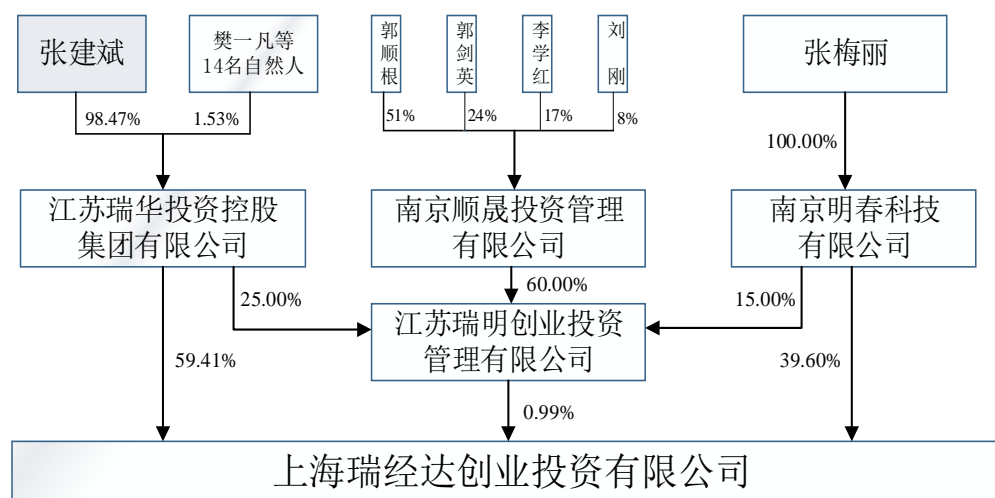 张建斌
樊一凡等
14名自然人
郭顺根
郭剑英
李学红
刘刚
张梅丽
98.47%
1.53%
51%
24%
17%
8%
100.00%
江苏瑞华投资控股
集团有限公司
南京顺晟投资管理
有限公司
南京明春科技
有限公司
25.00%
60.00%
15.00%
江苏瑞明创业投资
管理有限公司
59.41%
39.60%
0.99%
上海瑞经达创业投资有限公司